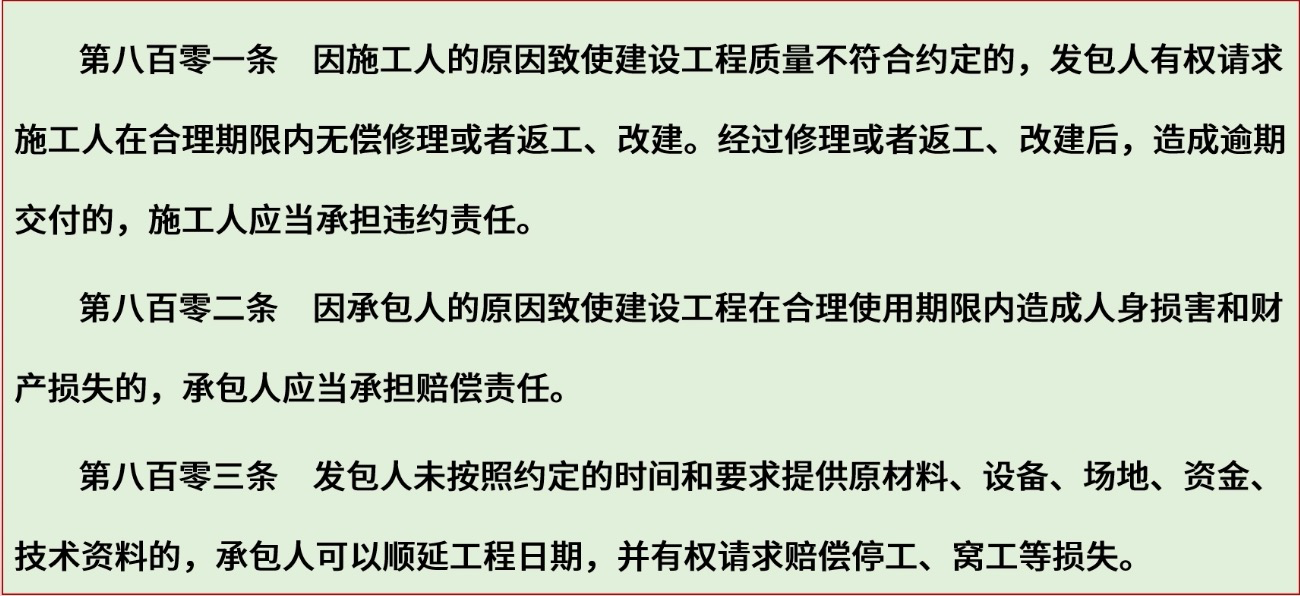 第八百零一条　因施工人的原因致使建设工程质量不符合约定的，发包人有权请求
施工人在合理期限内无偿修理或者返工、改建。经过修理或者返工、改建后，造成逾期
交付的，施工人应当承担违约责任。
第八百零二条　因承包人的原因致使建设工程在合理使用期限内造成人身损害和财
产损失的，承包人应当承担赔偿责任。
第八百零三条　发包人未按照约定的时间和要求提供原材料、设备、场地、资金、
技术资料的，承包人可以顺延工程日期，并有权请求赔偿停工、窝工等损失。